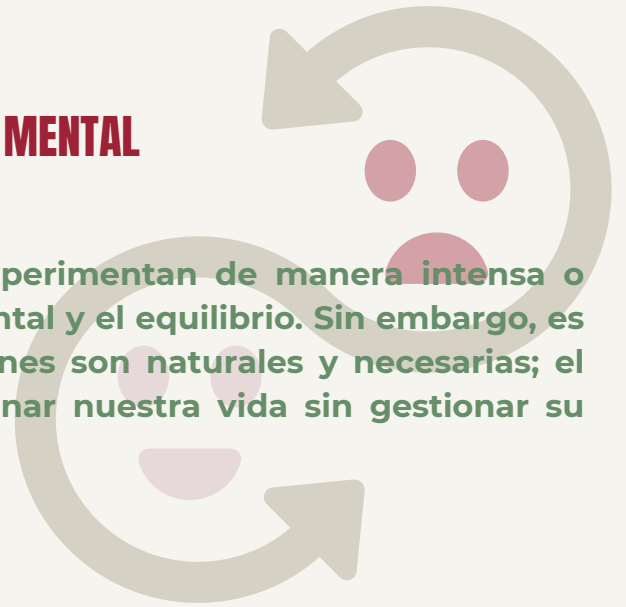 MENTAL
perimentan de manera intensa o
ntal y el equilibrio. Sin embargo, es
nes son naturales y necesarias; el
nar nuestra vida sin gestionar su